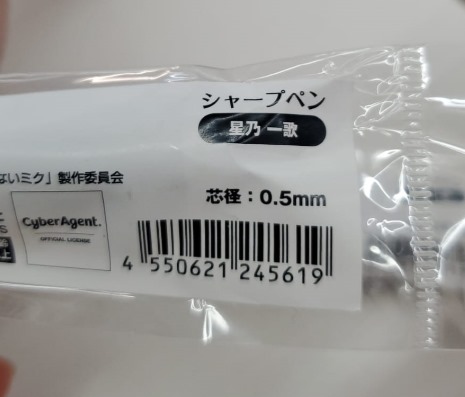 シャープペン
星乃 一歌
ないミク」製作委員会
芯径：0.5mm
CyberAgent.
OFFICIAL LICENSE
4 550621 245619